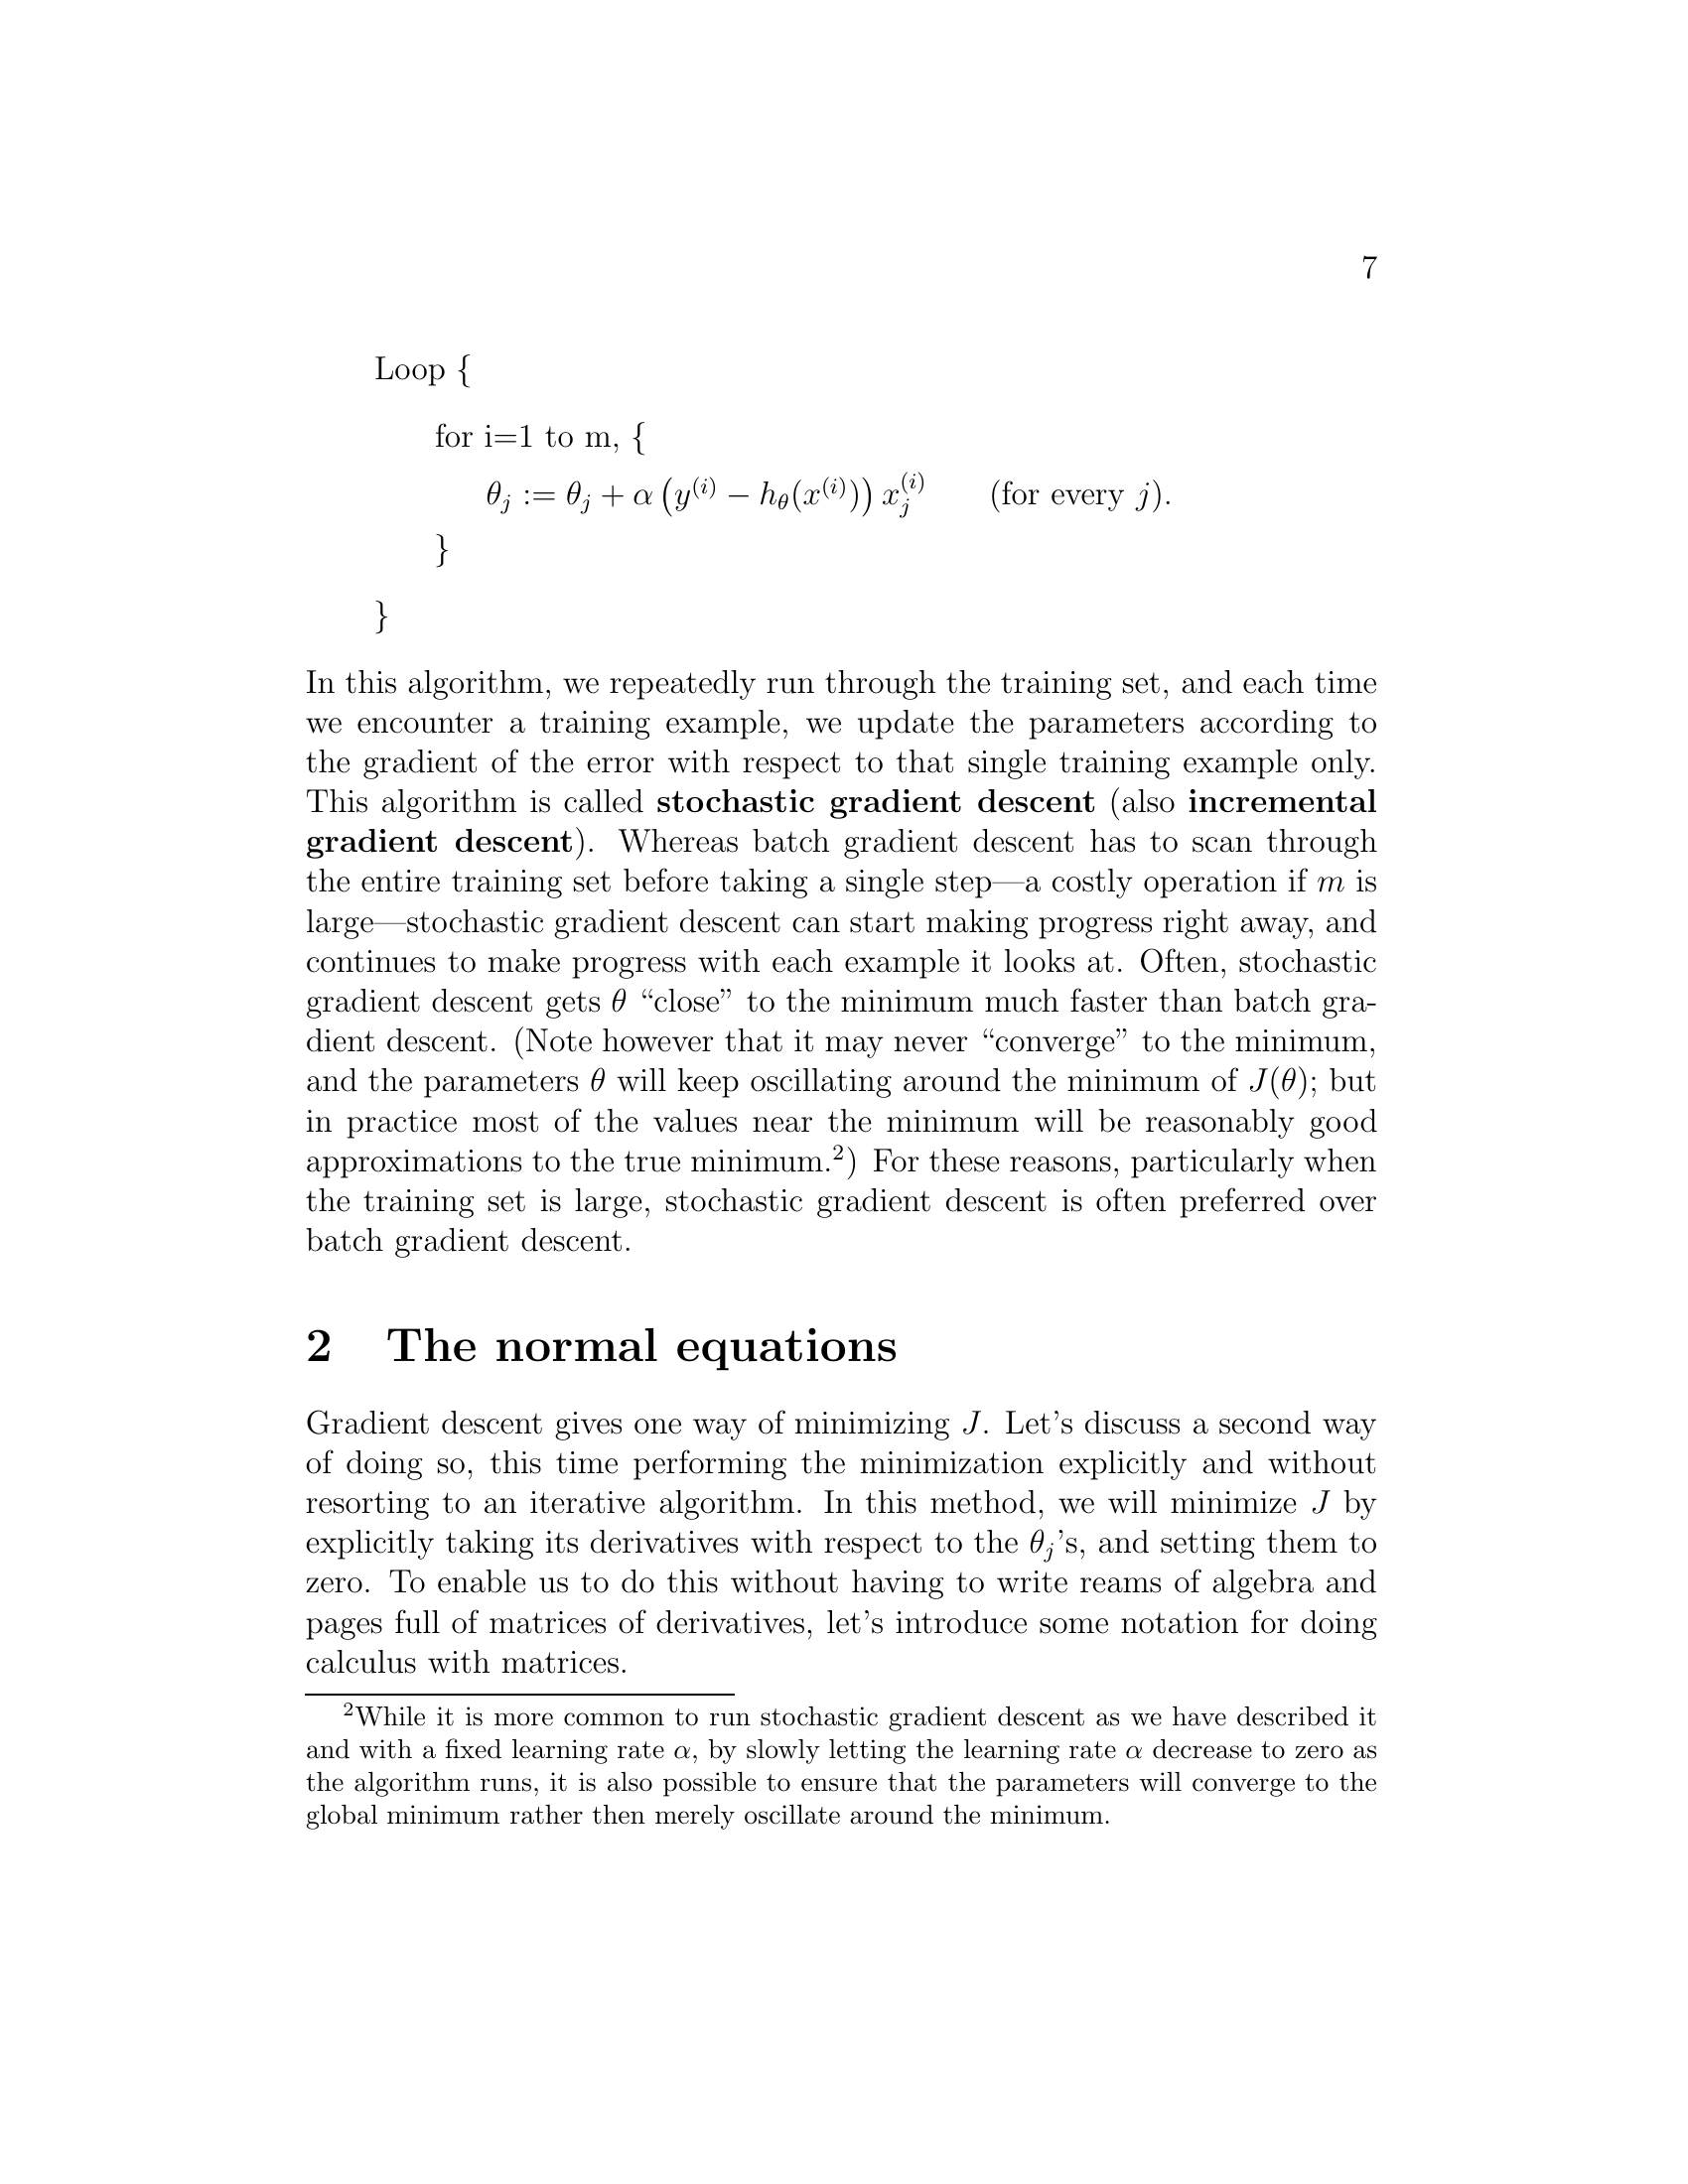 7
Loop {
for i=1 to m, {
θ_j := θ_j + α (y^{(i)} − h_θ(x^{(i)})) x_j^{(i)} (for every j).
}
}
In this algorithm, we repeatedly run through the training set, and each time
we encounter a training example, we update the parameters according to
the gradient of the error with respect to that single training example only.
This algorithm is called stochastic gradient descent (also incremental
gradient descent). Whereas batch gradient descent has to scan through
the entire training set before taking a single step—a costly operation if m is
large—stochastic gradient descent can start making progress right away, and
continues to make progress with each example it looks at. Often, stochastic
gradient descent gets θ “close” to the minimum much faster than batch gra-
dient descent. (Note however that it may never “converge” to the minimum,
and the parameters θ will keep oscillating around the minimum of J(θ); but
in practice most of the values near the minimum will be reasonably good
approximations to the true minimum.²) For these reasons, particularly when
the training set is large, stochastic gradient descent is often preferred over
batch gradient descent.
2 The normal equations
Gradient descent gives one way of minimizing J. Let’s discuss a second way
of doing so, this time performing the minimization explicitly and without
resorting to an iterative algorithm. In this method, we will minimize J by
explicitly taking its derivatives with respect to the θ_j’s, and setting them to
zero. To enable us to do this without having to write reams of algebra and
pages full of matrices of derivatives, let’s introduce some notation for doing
calculus with matrices.
²While it is more common to run stochastic gradient descent as we have described it
and with a fixed learning rate α, by slowly letting the learning rate α decrease to zero as
the algorithm runs, it is also possible to ensure that the parameters will converge to the
global minimum rather then merely oscillate around the minimum.